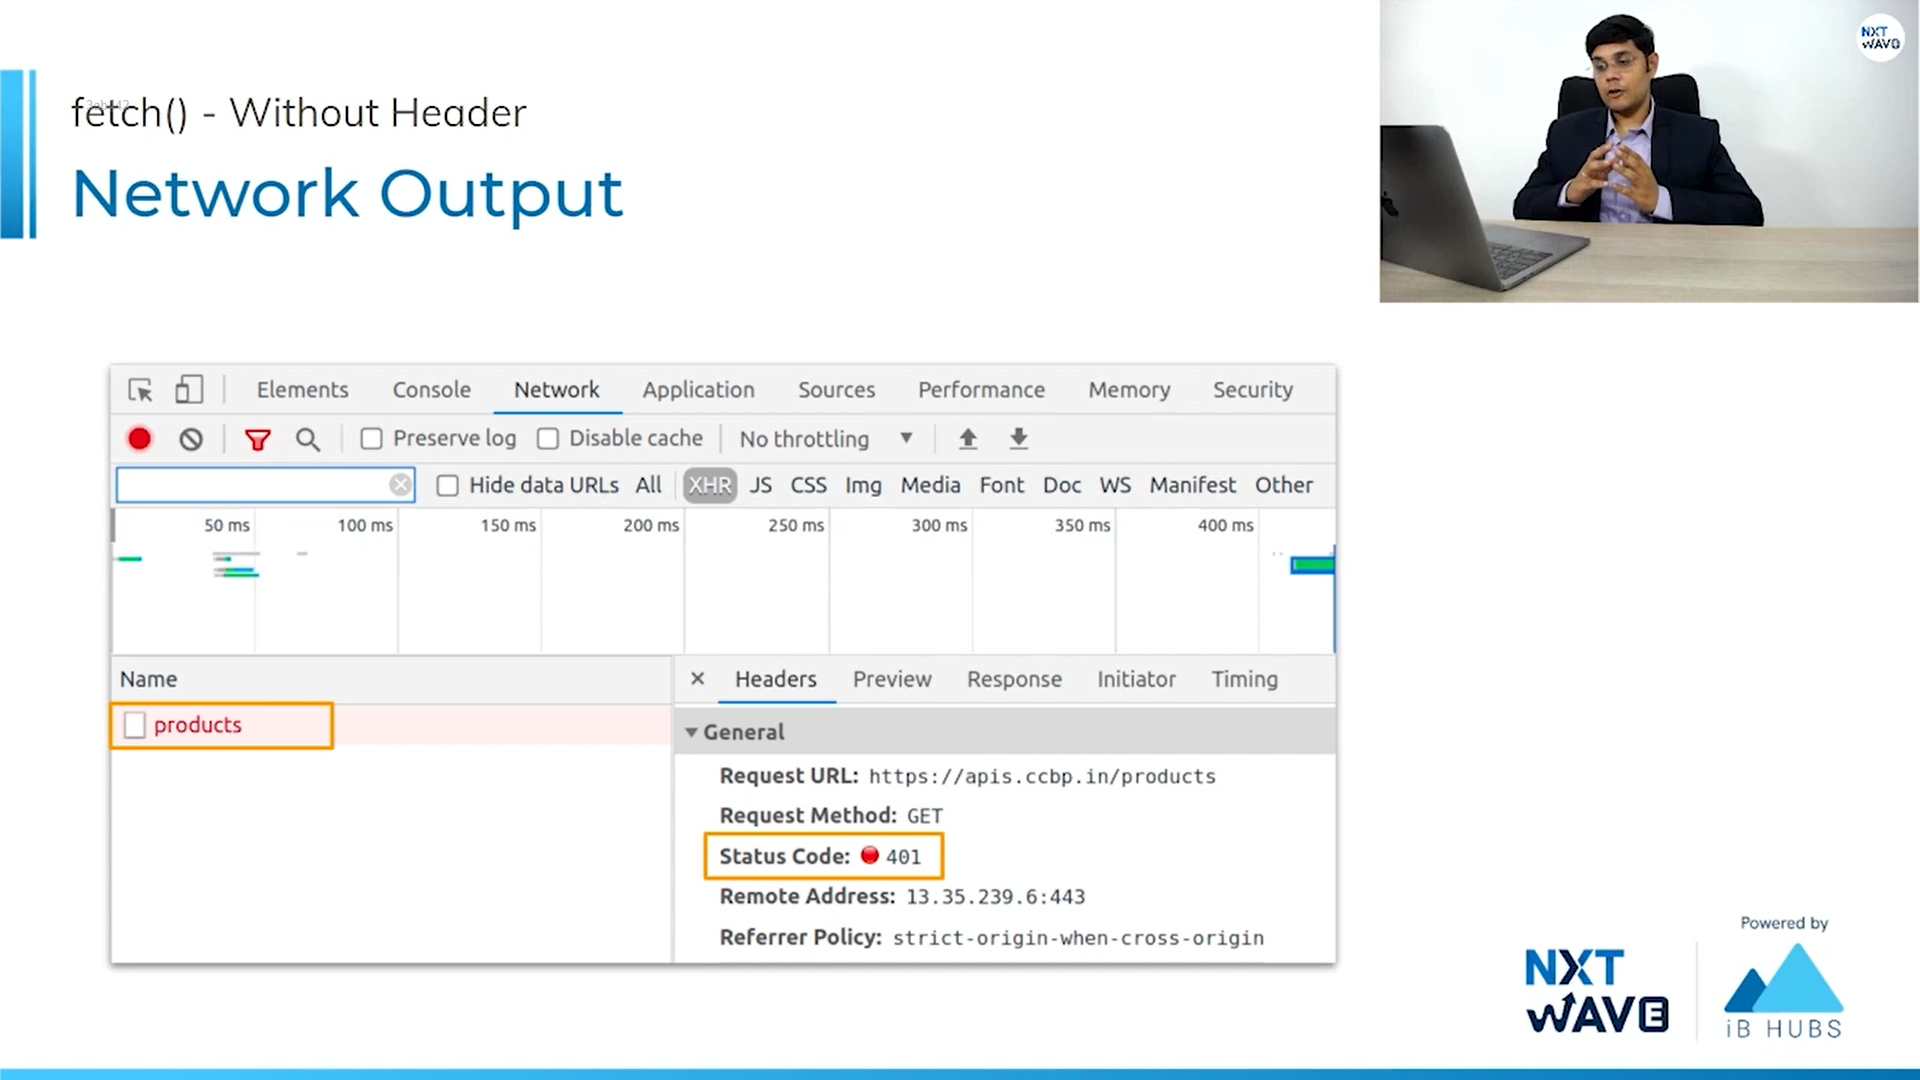 fetch() - Without Header
Network Output
NXT
WAVE
Elements Console Network Application Sources Performance Memory Security
Preserve log Disable cache No throttling
Hide data URLs All XHR JS CSS Img Media Font Doc WS Manifest Other
50 ms 100 ms 150 ms 200 ms 250 ms 300 ms 350 ms 400 ms
Name
products
Headers Preview Response Initiator Timing
General
Request URL: https://apis.ccbp.in/products
Request Method: GET
Status Code: 401
Remote Address: 13.35.239.6:443
Referrer Policy: strict-origin-when-cross-origin
Powered by
NXT
WAVE
iB HUBS